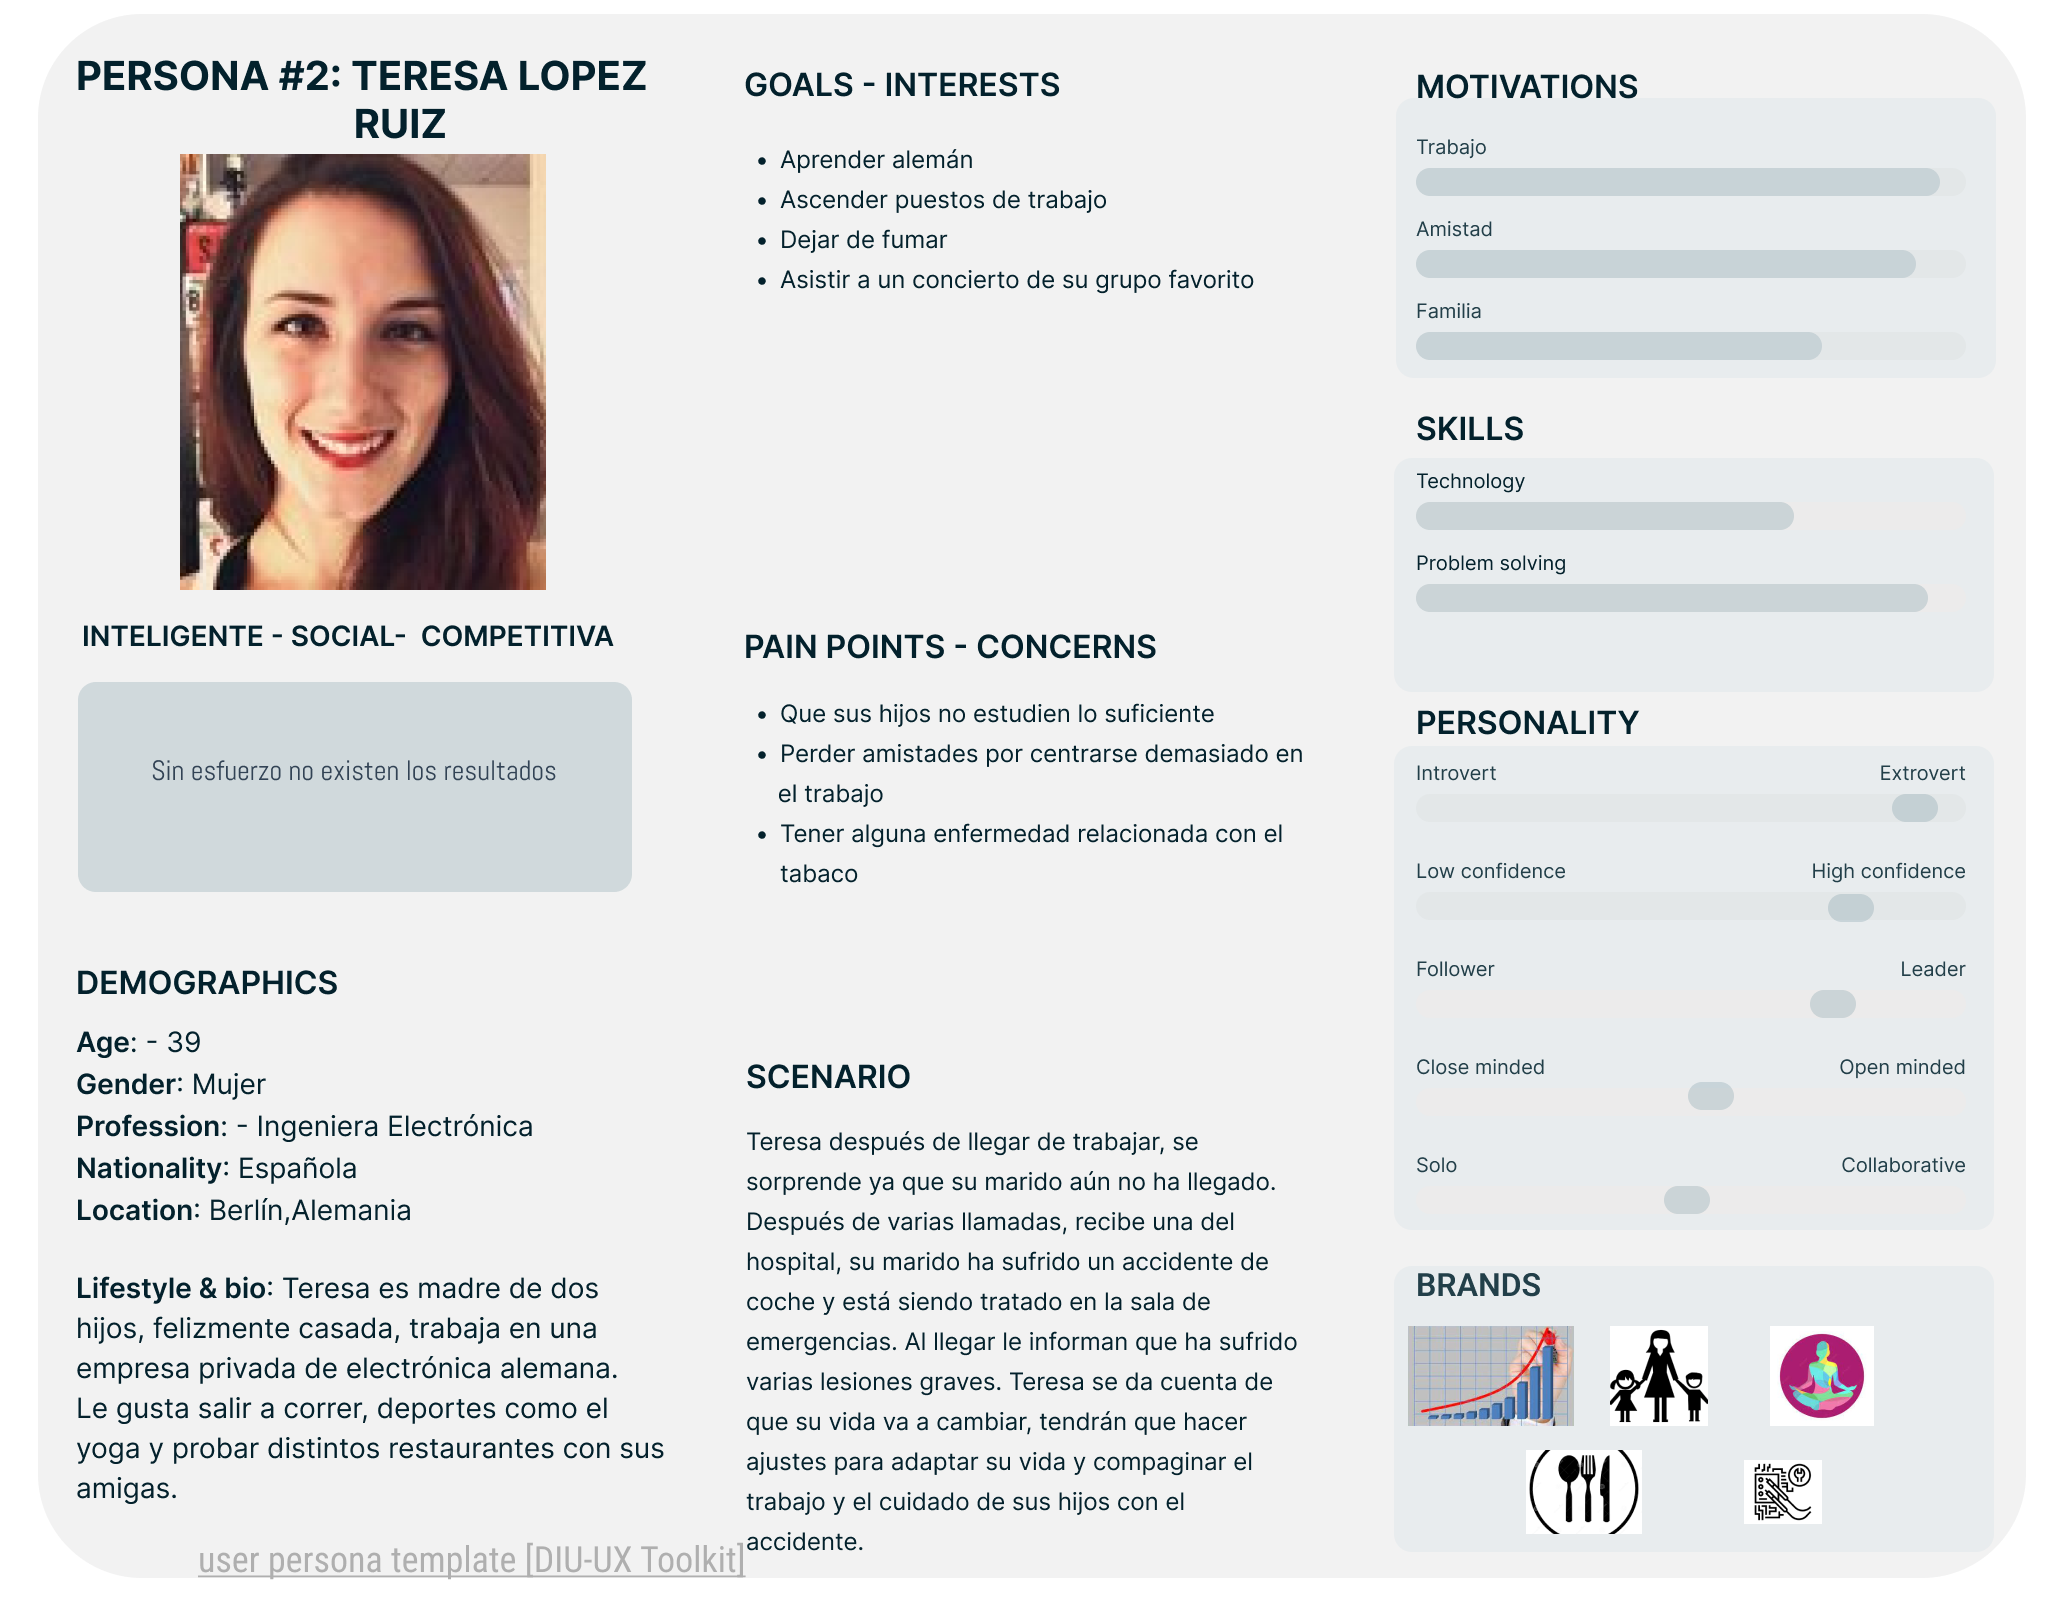 PERSONA #2: TERESA LOPEZ
RUIZ
INTELIGENTE - SOCIAL-  COMPETITIVA
Sin esfuerzo no existen los resultados
DEMOGRAPHICS
Age: - 39
Gender: Mujer
Profession: - Ingeniera Electrónica
Nationality: Española
Location: Berlín,Alemania
Lifestyle & bio: Teresa es madre de dos
hijos, felizmente casada, trabaja en una
empresa privada de electrónica alemana.
Le gusta salir a correr, deportes como el
yoga y probar distintos restaurantes con sus
amigas.
user persona template [DIU-UX Toolkit]
GOALS - INTERESTS
• Aprender alemán
• Ascender puestos de trabajo
• Dejar de fumar
• Asistir a un concierto de su grupo favorito
PAIN POINTS - CONCERNS
• Que sus hijos no estudien lo suficiente
• Perder amistades por centrarse demasiado en
el trabajo
• Tener alguna enfermedad relacionada con el
tabaco
SCENARIO
Teresa después de llegar de trabajar, se
sorprende ya que su marido aún no ha llegado.
Después de varias llamadas, recibe una del
hospital, su marido ha sufrido un accidente de
coche y está siendo tratado en la sala de
emergencias. Al llegar le informan que ha sufrido
varias lesiones graves. Teresa se da cuenta de
que su vida va a cambiar, tendrán que hacer
ajustes para adaptar su vida y compaginar el
trabajo y el cuidado de sus hijos con el
accidente.
MOTIVATIONS
Trabajo
Amistad
Familia
SKILLS
Technology
Problem solving
PERSONALITY
Introvert Extrovert
Low confidence High confidence
Follower Leader
Close minded Open minded
Solo Collaborative
BRANDS